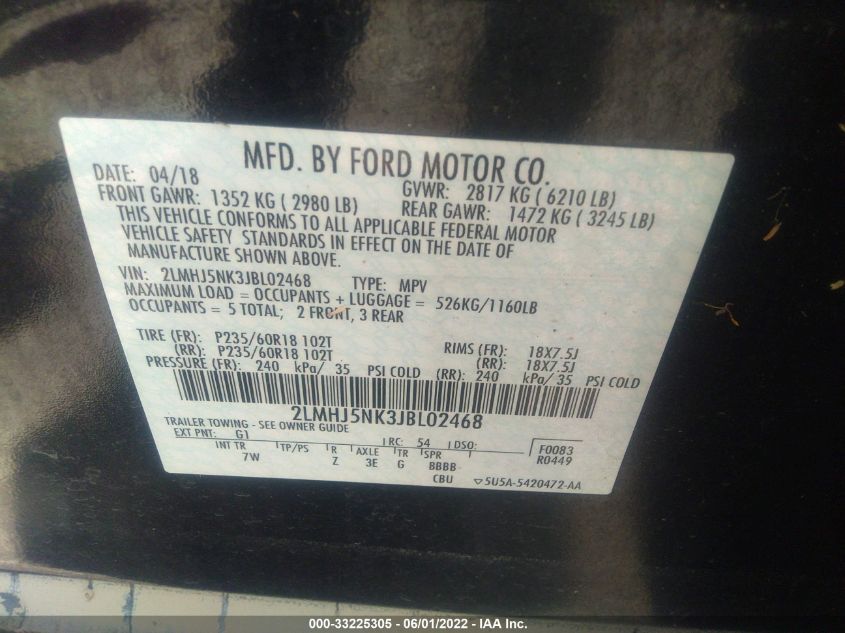 MFD. BY FORD MOTOR CO.
DATE: 04/18 GVWR: 2817 KG ( 6210 LB)
FRONT GAWR: 1352 KG ( 2980 LB) REAR GAWR: 1472 KG ( 3245 LB)
THIS VEHICLE CONFORMS TO ALL APPLICABLE FEDERAL MOTOR
VEHICLE SAFETY STANDARDS IN EFFECT ON THE DATE OF
MANUFACTURE SHOWN ABOVE.
VIN: 2LMHJ5NK3JBL02468 TYPE: MPV
MAXIMUM LOAD = OCCUPANTS + LUGGAGE = 526KG/1160LB
OCCUPANTS = 5 TOTAL; 2 FRONT, 3 REAR
TIRE (FR): P235/60R18 102T RIMS (FR): 18X7.5J
(RR): P235/60R18 102T (RR): 18X7.5J
PRESSURE (FR): 240 kPa/ 35 PSI COLD (RR): 240 kPa/ 35 PSI COLD
2LMHJ5NK3JBL02468
TRAILER TOWING - SEE OWNER GUIDE
EXT PNT: G1 RC: 54 DSO: F0083
INT TR TP/PS R AXLE TR SPR R0449
7W Z 3E G BBBB
CBU ▽5U5A-5420472-AA
000-33225305 - 06/01/2022 - IAA Inc.